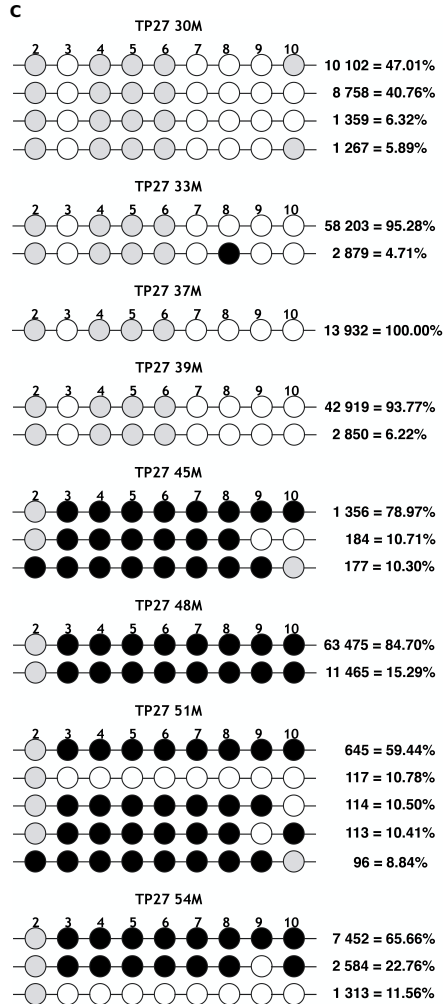 C
TP27 30M
2 3 4 5 6 7 8 9 10
10 102 = 47.01%
8 758 = 40.76%
1 359 = 6.32%
1 267 = 5.89%
TP27 33M
2 3 4 5 6 7 8 9 10
58 203 = 95.28%
2 879 = 4.71%
TP27 37M
2 3 4 5 6 7 8 9 10
13 932 = 100.00%
TP27 39M
2 3 4 5 6 7 8 9 10
42 919 = 93.77%
2 850 = 6.22%
TP27 45M
2 3 4 5 6 7 8 9 10
1 356 = 78.97%
184 = 10.71%
177 = 10.30%
TP27 48M
2 3 4 5 6 7 8 9 10
63 475 = 84.70%
11 465 = 15.29%
TP27 51M
2 3 4 5 6 7 8 9 10
645 = 59.44%
117 = 10.78%
114 = 10.50%
113 = 10.41%
96 = 8.84%
TP27 54M
2 3 4 5 6 7 8 9 10
7 452 = 65.66%
2 584 = 22.76%
1 313 = 11.56%